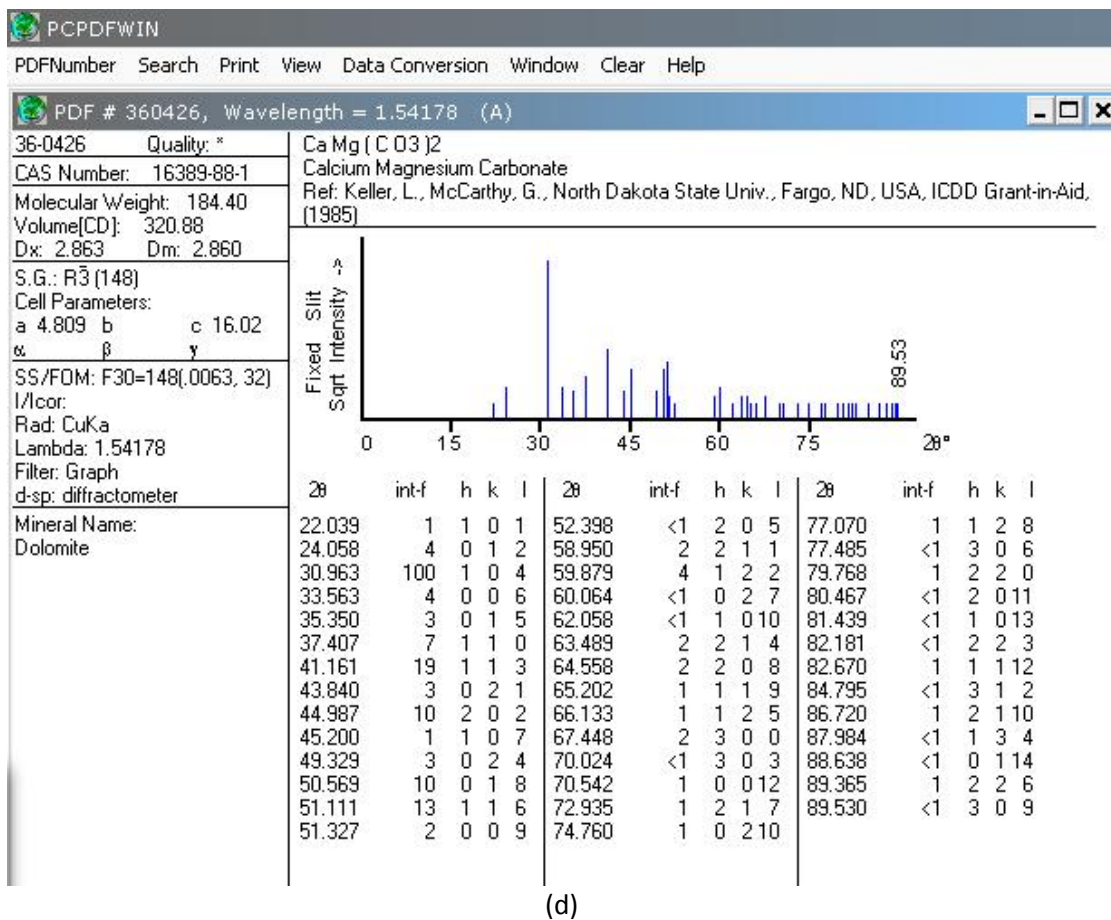 PCPDFWIN
PDFNumber Search Print View Data Conversion Window Clear Help
PDF # 360426, Wavelength = 1.54178 (A)
36-0426 Quality: *
CAS Number: 16389-88-1
Molecular Weight: 184.40
Volume[CD]: 320.88
Dx: 2.863 Dm: 2.860
S.G.: R3̅ (148)
Cell Parameters:
a 4.809 b c 16.02
α β γ
SS/FOM: F30=148(.0063, 32)
I/Icor:
Rad: CuKa
Lambda: 1.54178
Filter: Graph
d-sp: diffractometer
Mineral Name:
Dolomite
Ca Mg ( C O3 )2
Calcium Magnesium Carbonate
Ref: Keller, L., McCarthy, G., North Dakota State Univ., Fargo, ND, USA, ICDD Grant-in-Aid,
(1985)
Fixed Slit
Sqrt Intensity ->
89.53
0 15 30 45 60 75 2θ°
2θ int-f h k l
22.039 1 1 0 1
24.058 4 0 1 2
30.963 100 1 0 4
33.563 4 0 0 6
35.350 3 0 1 5
37.407 7 1 1 0
41.161 19 1 1 3
43.840 3 0 2 1
44.987 10 2 0 2
45.200 1 1 0 7
49.329 3 0 2 4
50.569 10 0 1 8
51.111 13 1 1 6
51.327 2 0 0 9
2θ int-f h k l
52.398 <1 2 0 5
58.950 2 2 1 1
59.879 4 1 2 2
60.064 <1 0 2 7
62.058 <1 1 0 10
63.489 2 2 1 4
64.558 2 2 0 8
65.202 1 1 1 9
66.133 1 1 2 5
67.448 2 3 0 0
70.024 <1 3 0 3
70.542 1 0 0 12
72.935 1 2 1 7
74.760 1 0 2 10
2θ int-f h k l
77.070 1 1 2 8
77.485 <1 3 0 6
79.768 1 2 2 0
80.467 <1 2 0 11
81.439 <1 1 0 13
82.181 <1 2 2 3
82.670 1 1 1 12
84.795 <1 3 1 2
86.720 1 2 1 10
87.984 <1 1 3 4
88.638 <1 0 1 14
89.365 1 2 2 6
89.530 <1 3 0 9
(d)